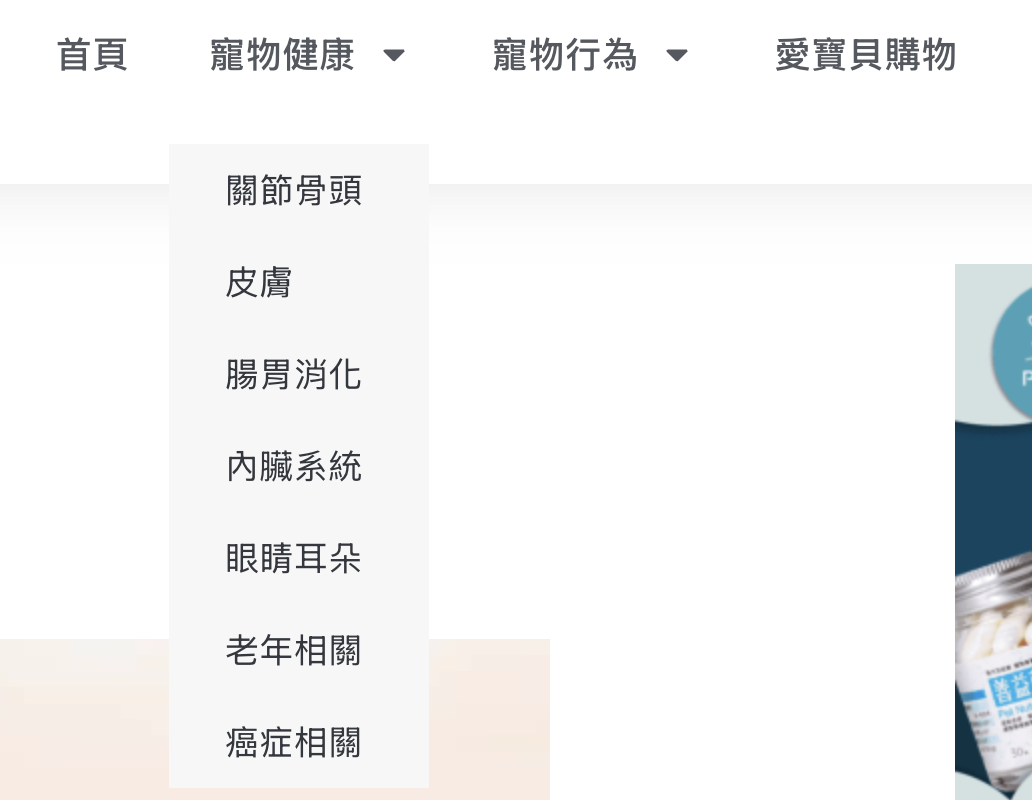 首頁 寵物健康 寵物行為 愛寶貝購物
關節骨頭
皮膚
腸胃消化
內臟系統
眼睛耳朵
老年相關
癌症相關